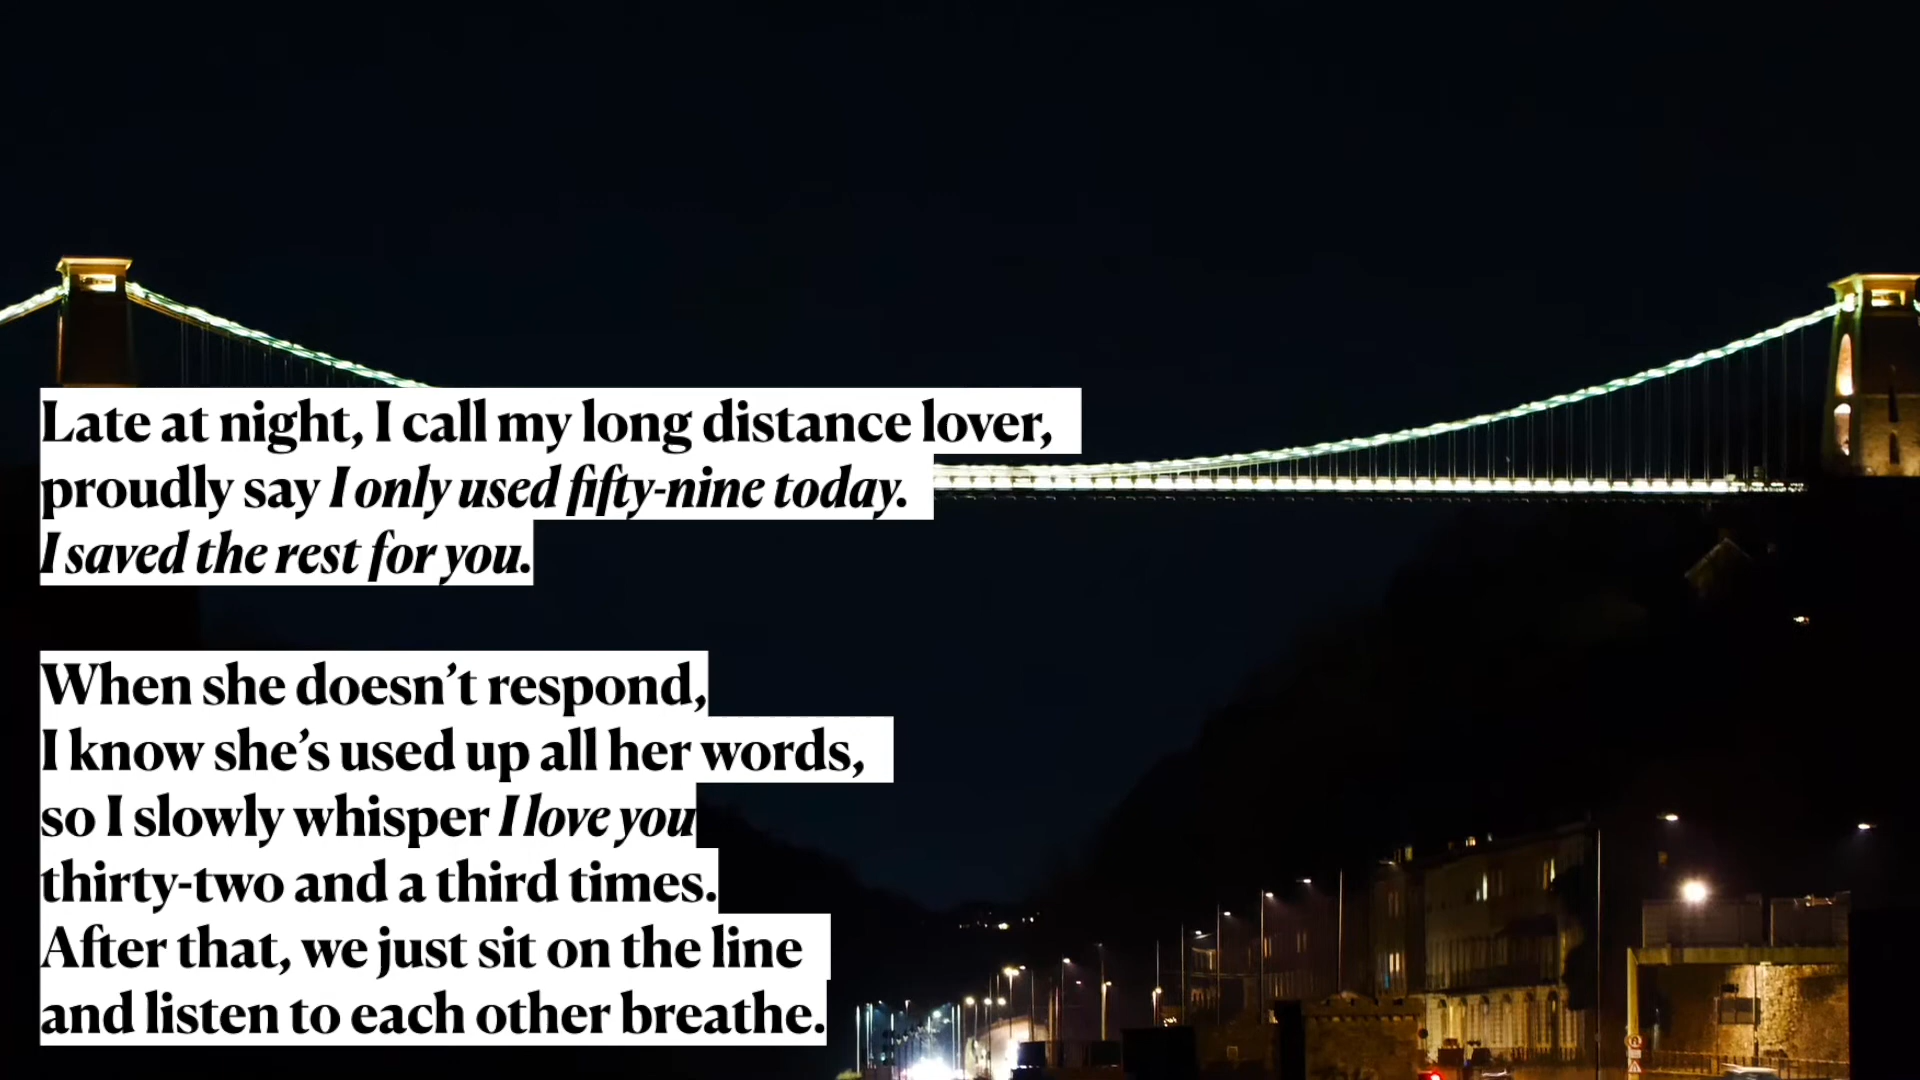 Late at night, I call my long distance lover,
proudly say I only used fifty-nine today.
I saved the rest for you.
When she doesn’t respond,
I know she’s used up all her words,
so I slowly whisper I love you
thirty-two and a third times.
After that, we just sit on the line
and listen to each other breathe.